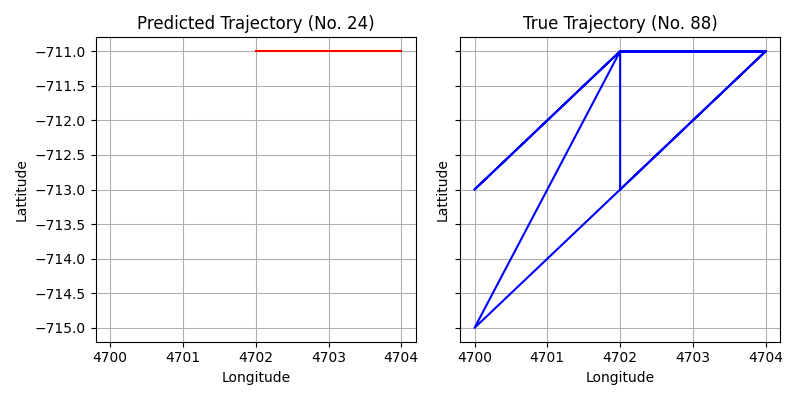 Predicted Trajectory (No. 24)
True Trajectory (No. 88)
−711.0
−711.5
−712.0
−712.5
−713.0
−713.5
−714.0
−714.5
−715.0
Lattitude
Lattitude
4700 4701 4702 4703 4704
4700 4701 4702 4703 4704
Longitude
Longitude